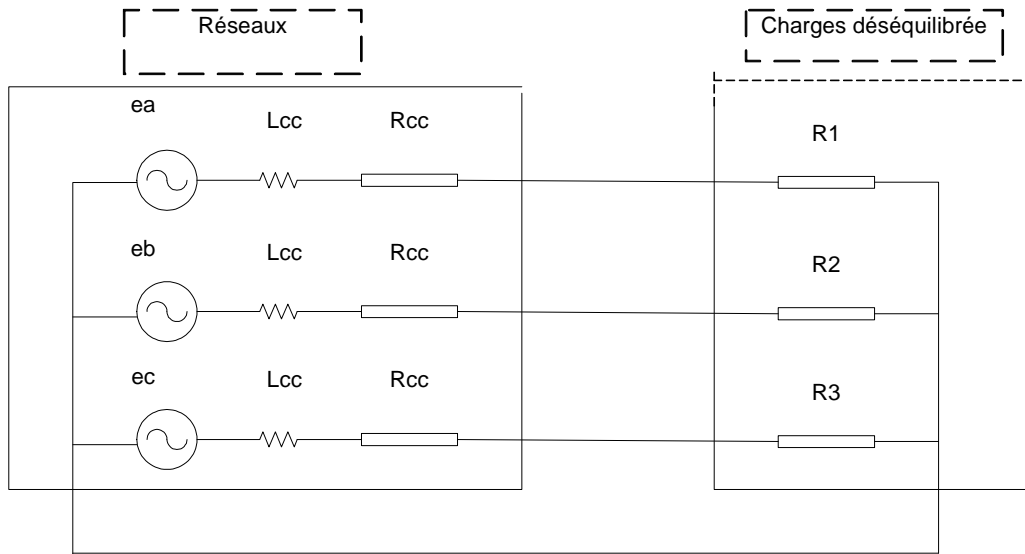 Réseaux
Charges déséquilibrée
ea
Lcc
Rcc
R1
eb
Lcc
Rcc
R2
ec
Lcc
Rcc
R3